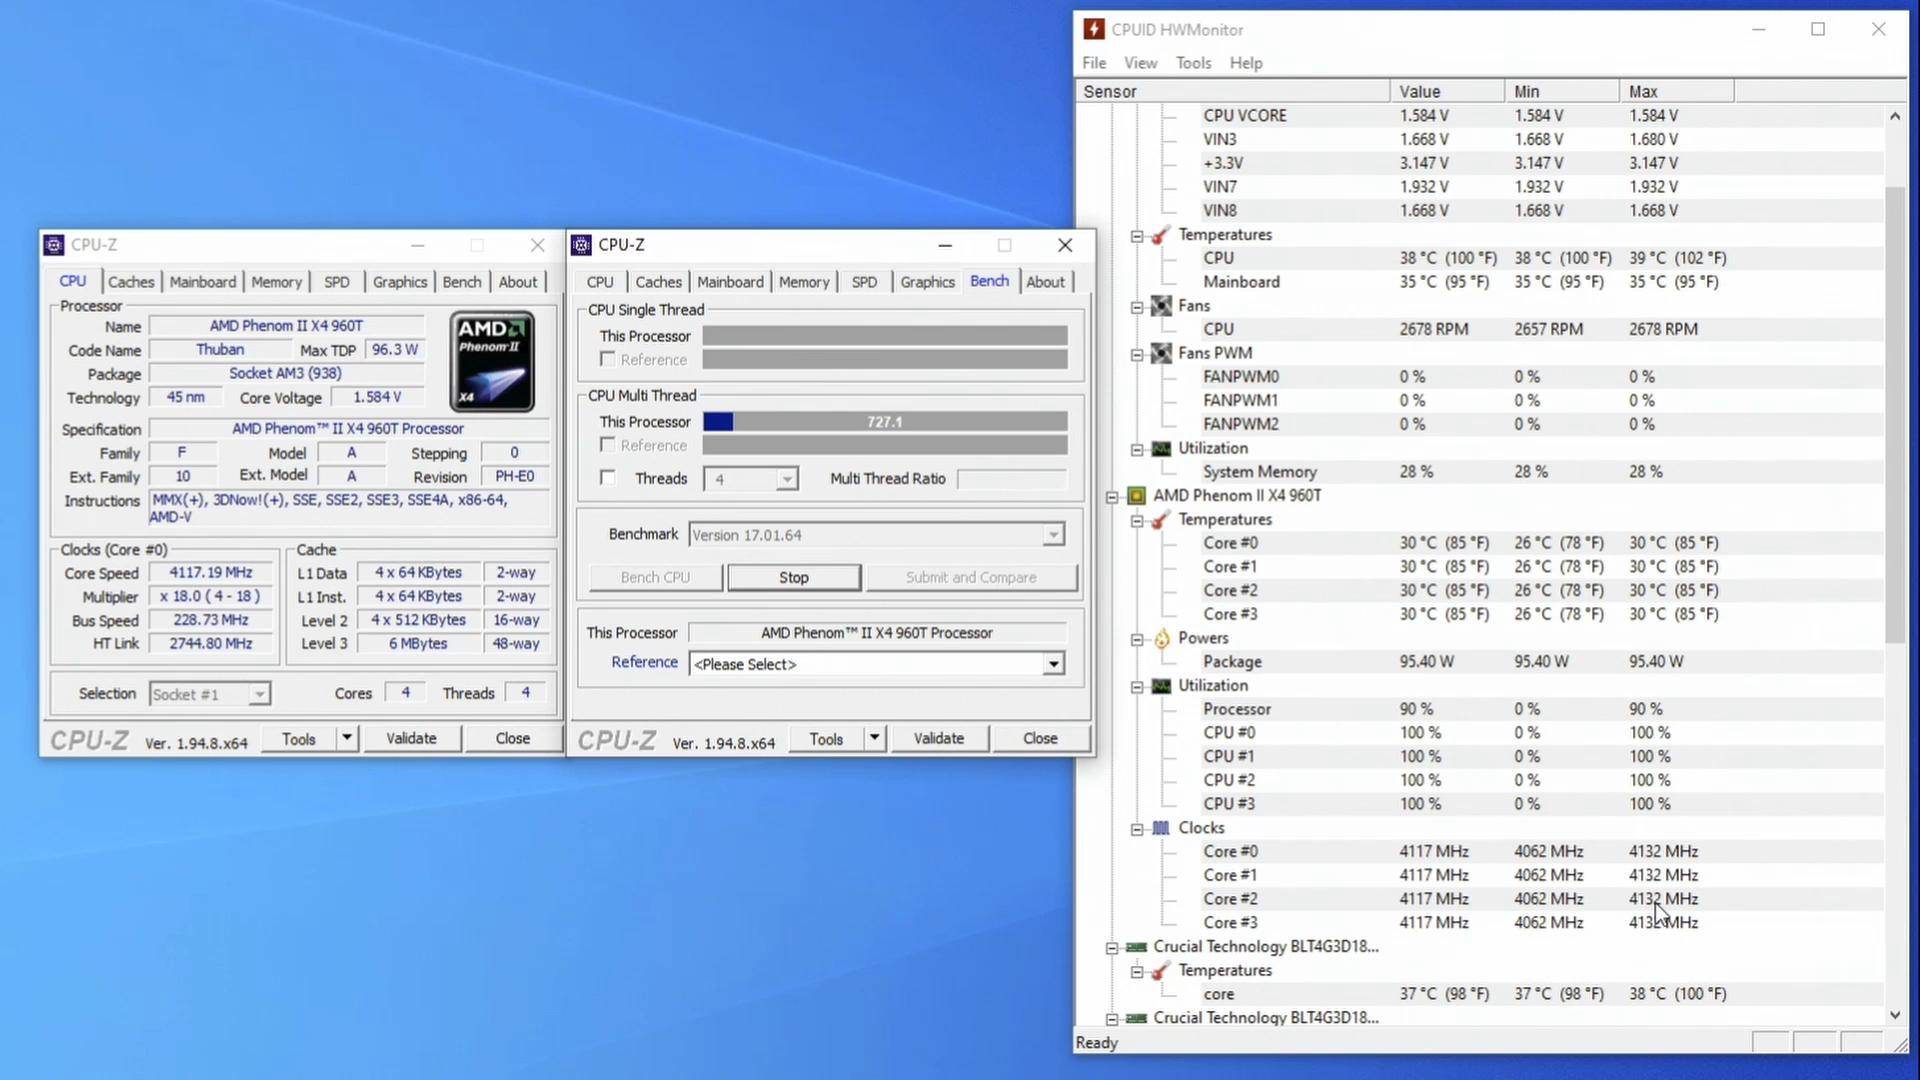 CPUID HWMonitor
File View Tools Help
Sensor Value Min Max
CPU VCORE 1.584 V 1.584 V 1.584 V
VIN3 1.668 V 1.668 V 1.680 V
+3.3V 3.147 V 3.147 V 3.147 V
VIN7 1.932 V 1.932 V 1.932 V
VIN8 1.668 V 1.668 V 1.668 V
Temperatures
CPU 38 °C (100 °F) 38 °C (100 °F) 39 °C (102 °F)
Mainboard 35 °C (95 °F) 35 °C (95 °F) 35 °C (95 °F)
Fans
CPU 2678 RPM 2657 RPM 2678 RPM
Fans PWM
FANPWM0 0 % 0 % 0 %
FANPWM1 0 % 0 % 0 %
FANPWM2 0 % 0 % 0 %
Utilization
System Memory 28 % 28 % 28 %
AMD Phenom II X4 960T
Temperatures
Core #0 30 °C (85 °F) 26 °C (78 °F) 30 °C (85 °F)
Core #1 30 °C (85 °F) 26 °C (78 °F) 30 °C (85 °F)
Core #2 30 °C (85 °F) 26 °C (78 °F) 30 °C (85 °F)
Core #3 30 °C (85 °F) 26 °C (78 °F) 30 °C (85 °F)
Powers
Package 95.40 W 95.40 W 95.40 W
Utilization
Processor 90 % 0 % 90 %
CPU #0 100 % 0 % 100 %
CPU #1 100 % 0 % 100 %
CPU #2 100 % 0 % 100 %
CPU #3 100 % 0 % 100 %
Clocks
Core #0 4117 MHz 4062 MHz 4132 MHz
Core #1 4117 MHz 4062 MHz 4132 MHz
Core #2 4117 MHz 4062 MHz 4132 MHz
Core #3 4117 MHz 4062 MHz 4132 MHz
Crucial Technology BLT4G3D18...
Temperatures
core 37 °C (98 °F) 37 °C (98 °F) 38 °C (100 °F)
Crucial Technology BLT4G3D18...
Ready
CPU-Z
CPU Caches Mainboard Memory SPD Graphics Bench About
Processor
Name AMD Phenom II X4 960T
Code Name Thuban Max TDP 96.3 W
Package Socket AM3 (938)
Technology 45 nm Core Voltage 1.584 V
AMD
Phenom II
X4
Specification AMD Phenom™ II X4 960T Processor
Family F Model A Stepping 0
Ext. Family 10 Ext. Model A Revision PH-E0
Instructions MMX(+), 3DNow!(+), SSE, SSE2, SSE3, SSE4A, x86-64,
AMD-V
Clocks (Core #0)
Core Speed 4117.19 MHz
Multiplier x 18.0 ( 4 - 18 )
Bus Speed 228.73 MHz
HT Link 2744.80 MHz
Cache
L1 Data 4 x 64 KBytes 2-way
L1 Inst. 4 x 64 KBytes 2-way
Level 2 4 x 512 KBytes 16-way
Level 3 6 MBytes 48-way
Selection Socket #1 Cores 4 Threads 4
CPU-Z Ver. 1.94.8.x64 Tools Validate Close
CPU-Z
CPU Caches Mainboard Memory SPD Graphics Bench About
CPU Single Thread
This Processor
Reference
CPU Multi Thread
This Processor 727.1
Reference
Threads 4 Multi Thread Ratio
Benchmark Version 17.01.64
Bench CPU Stop Submit and Compare
This Processor AMD Phenom™ II X4 960T Processor
Reference <Please Select>
CPU-Z Ver. 1.94.8.x64 Tools Validate Close